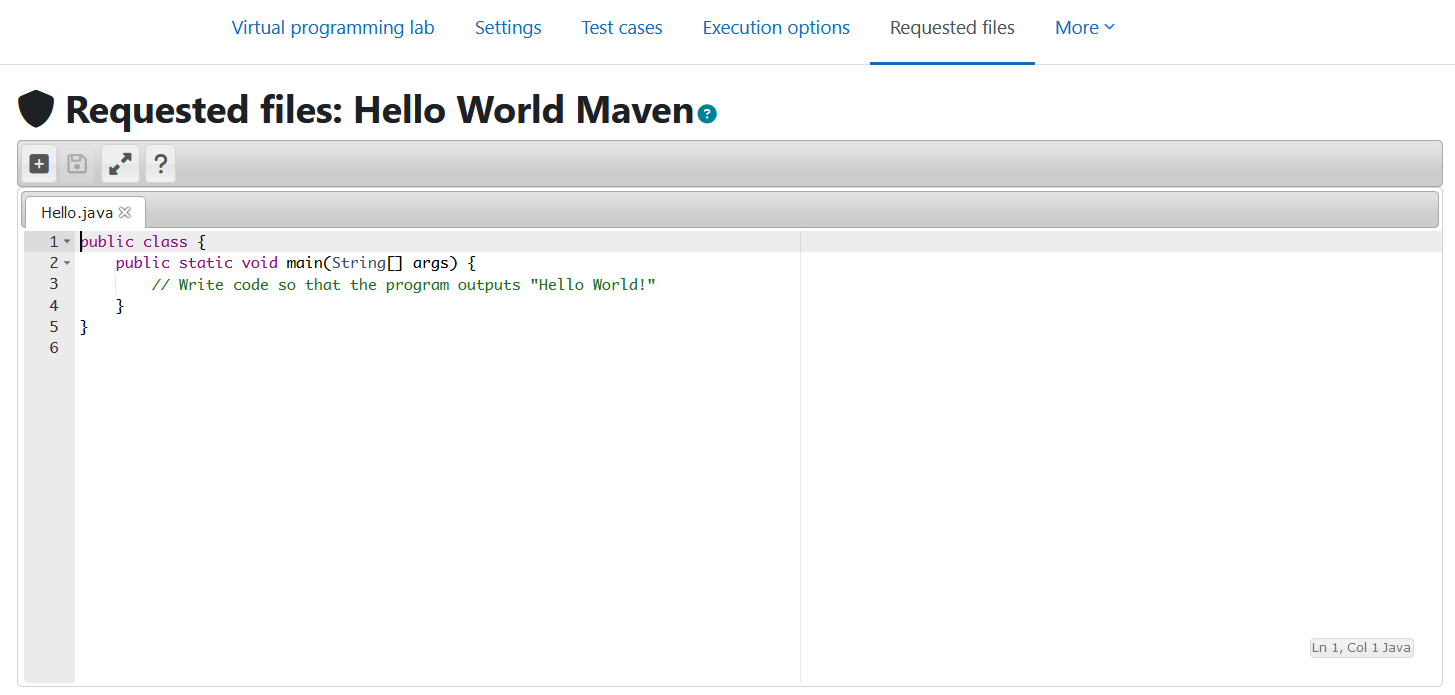 Virtual programming lab Settings Test cases Execution options Requested files More
Requested files: Hello World Maven ?
?
Hello.java
1 public class {
2 public static void main(String[] args) {
3 // Write code so that the program outputs "Hello World!"
4 }
5 }
6
Ln 1, Col 1 Java